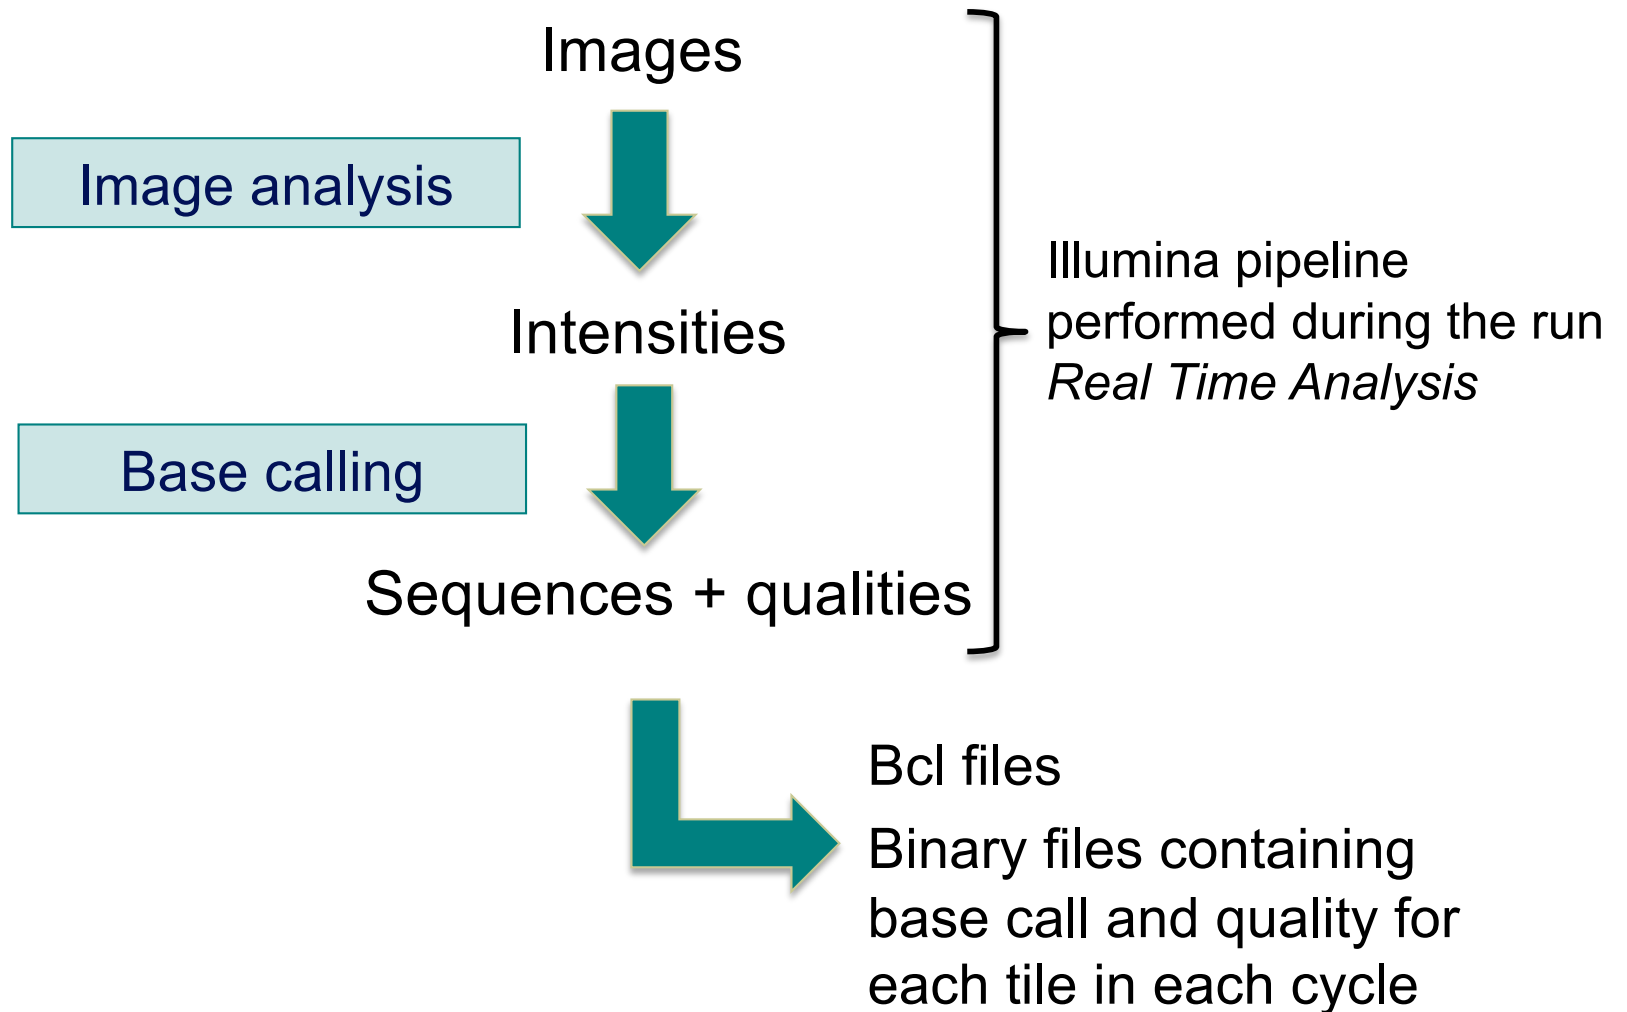 Images
Image analysis
Intensities
Base calling
Sequences + qualities
Illumina pipeline
performed during the run
Real Time Analysis
Bcl files
Binary files containing
base call and quality for
each tile in each cycle